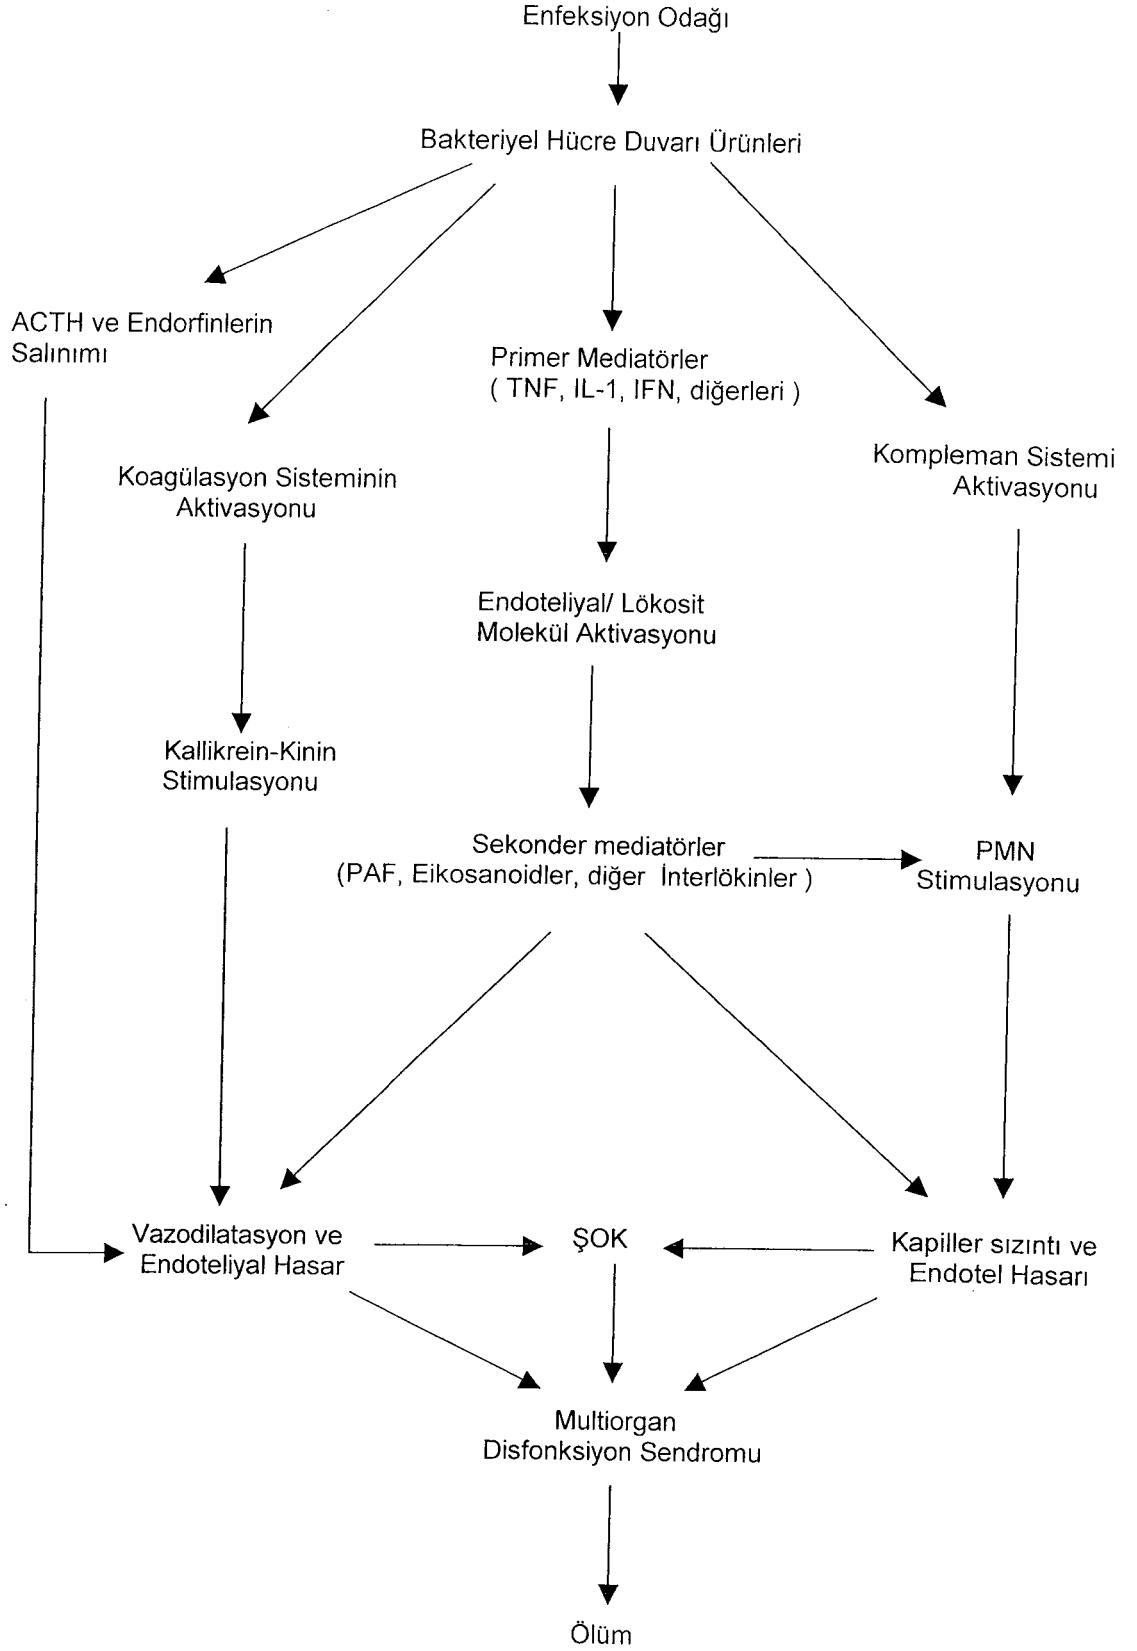 Enfeksiyon Odağı
Bakteriyel Hücre Duvarı Ürünleri
ACTH ve Endorfinlerin
Salınımı
Primer Mediatörler
( TNF, IL-1, IFN, diğerleri )
Koagülasyon Sisteminin
Aktivasyonu
Kompleman Sistemi
Aktivasyonu
Endoteliyal/ Lökosit
Molekül Aktivasyonu
Kallikrein-Kinin
Stimulasyonu
Sekonder mediatörler
(PAF, Eikosanoidler, diğer İnterlökinler )
PMN
Stimulasyonu
Vazodilatasyon ve
Endoteliyal Hasar
ŞOK
Kapiller sızıntı ve
Endotel Hasarı
Multiorgan
Disfonksiyon Sendromu
Ölüm